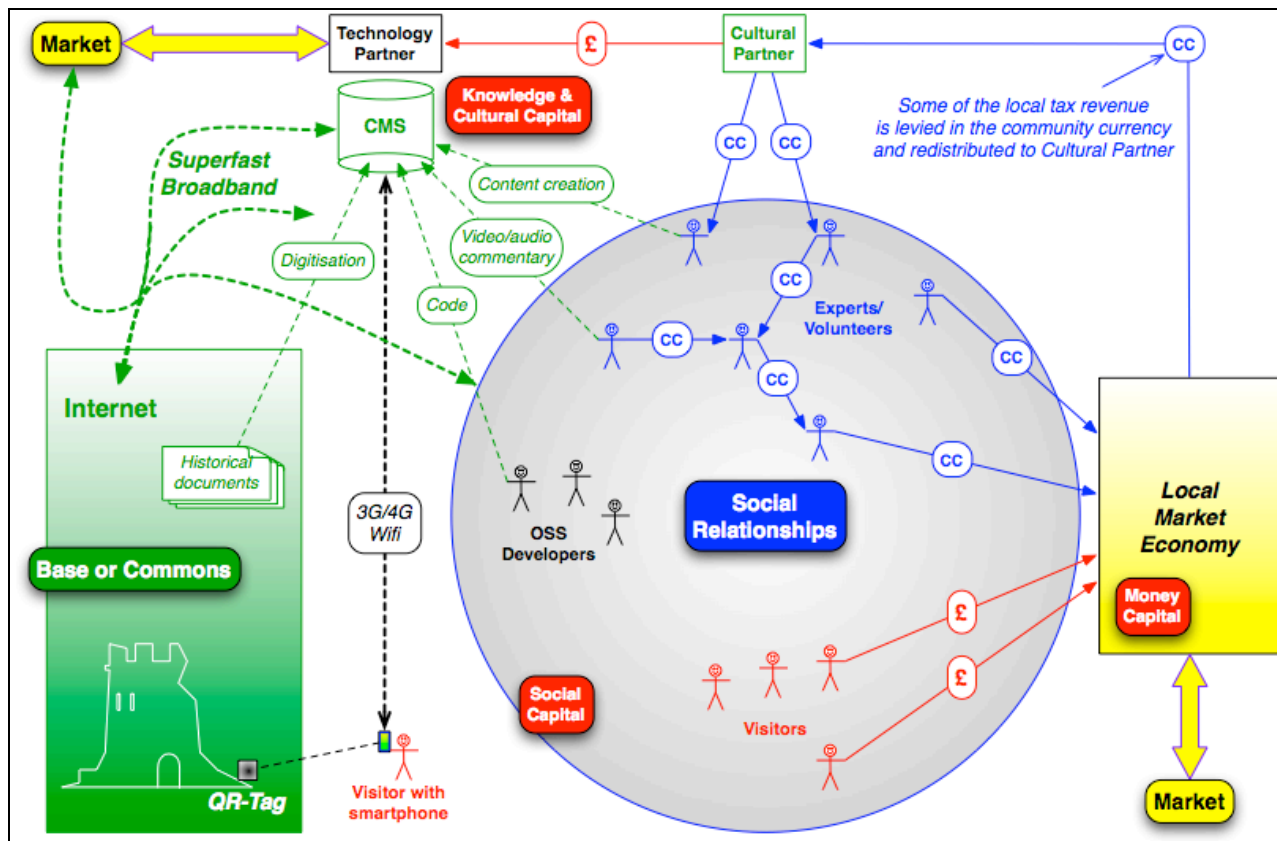 Market
Technology
Partner
£
Cultural
Partner
CC
Some of the local tax revenue
is levied in the community currency
and redistributed to Cultural Partner
Knowledge &
Cultural Capital
CMS
CC
CC
Superfast
Broadband
Content creation
Video/audio
commentary
Digitisation
Code
CC
Experts/
Volunteers
CC
CC
CC
CC
Internet
Historical
documents
3G/4G
Wifi
OSS
Developers
Social
Relationships
Local
Market
Economy
Base or Commons
Money
Capital
£
£
Social
Capital
Visitors
QR-Tag
Visitor with
smartphone
Market